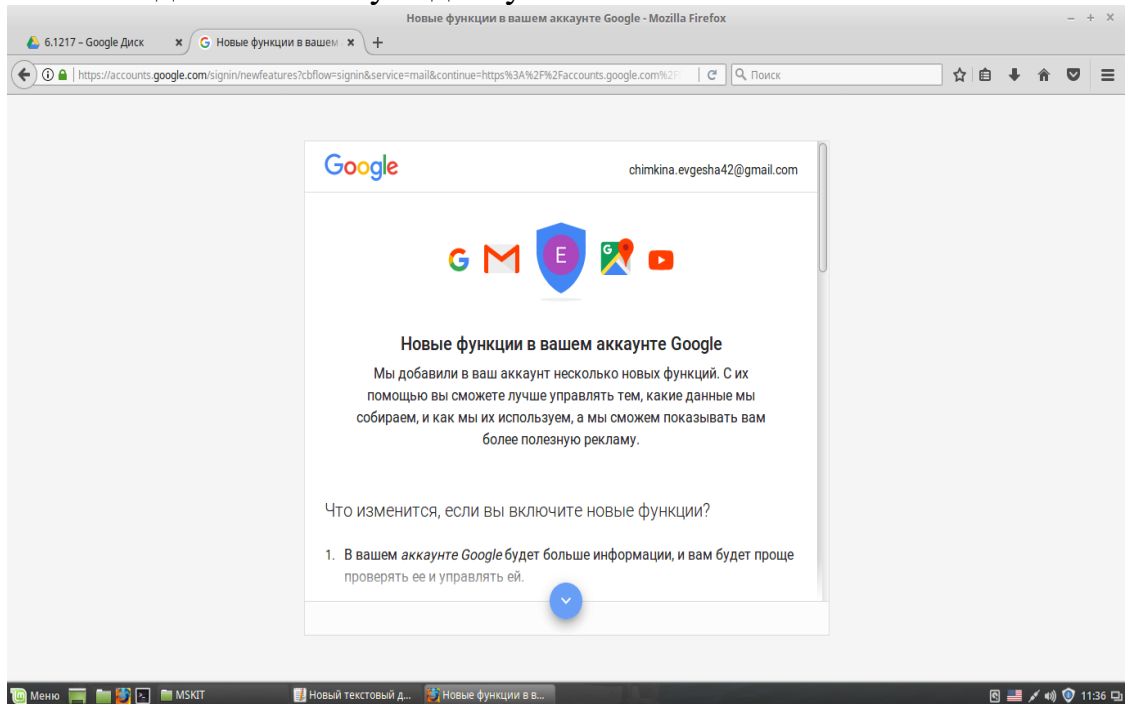 Новые функции в вашем аккаунте Google - Mozilla Firefox
6.1217 – Google Диск
Новые функции в вашем
https://accounts.google.com/signin/newfeatures?cbflow=signin&service=mail&continue=https%3A%2F%2Faccounts.google.com%2F
Поиск
Google
chimkina.evgesha42@gmail.com
G
E
G
Новые функции в вашем аккаунте Google
Мы добавили в ваш аккаунт несколько новых функций. С их
помощью вы сможете лучше управлять тем, какие данные мы
собираем, и как мы их используем, а мы сможем показывать вам
более полезную рекламу.
Что изменится, если вы включите новые функции?
1. В вашем аккаунте Google будет больше информации, и вам будет проще
проверять ее и управлять ей.
Меню
MSKIT
Новый текстовый д...
Новые функции в в...
11:36